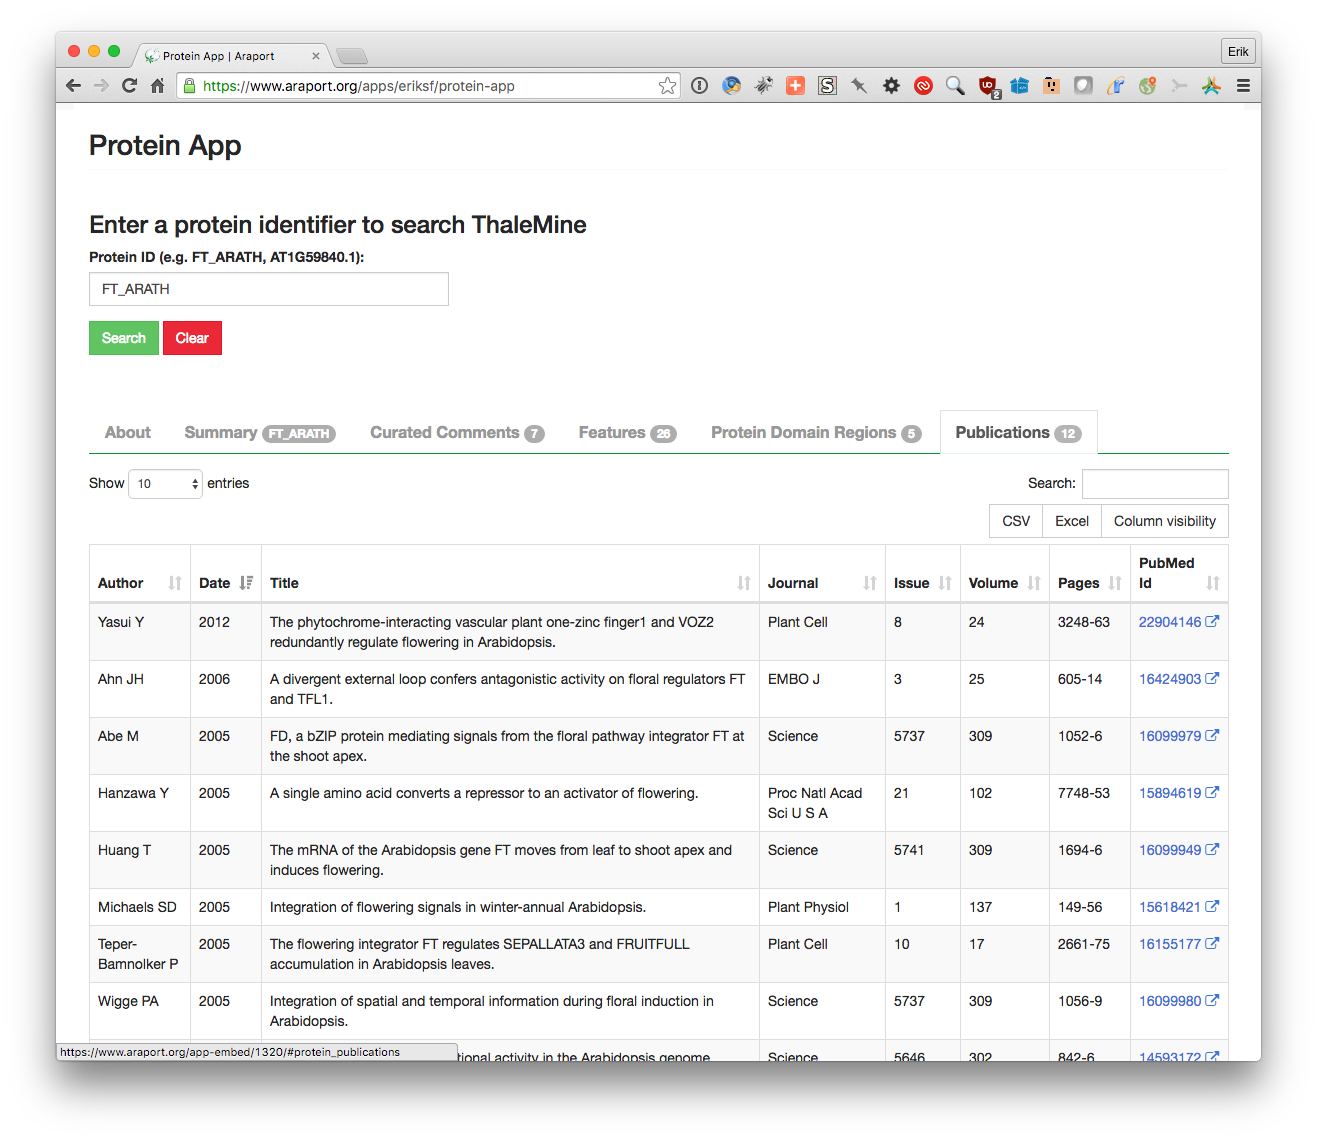 Protein App | Araport
Erik
https://www.araport.org/apps/eriksf/protein-app
2
Protein App
Enter a protein identifier to search ThaleMine
Protein ID (e.g. FT_ARATH, AT1G59840.1):
FT_ARATH
Search Clear
About Summary FT_ARATH Curated Comments 7 Features 26 Protein Domain Regions 5 Publications 12
Show 10 entries Search:
CSV Excel Column visibility
PubMed
Author Date Title Journal Issue Volume Pages Id
Yasui Y 2012 The phytochrome-interacting vascular plant one-zinc finger1 and VOZ2 Plant Cell 8 24 3248-63 22904146
redundantly regulate flowering in Arabidopsis.
Ahn JH 2006 A divergent external loop confers antagonistic activity on floral regulators FT EMBO J 3 25 605-14 16424903
and TFL1.
Abe M 2005 FD, a bZIP protein mediating signals from the floral pathway integrator FT at Science 5737 309 1052-6 16099979
the shoot apex.
Hanzawa Y 2005 A single amino acid converts a repressor to an activator of flowering. Proc Natl Acad 21 102 7748-53 15894619
Sci U S A
Huang T 2005 The mRNA of the Arabidopsis gene FT moves from leaf to shoot apex and Science 5741 309 1694-6 16099949
induces flowering.
Michaels SD 2005 Integration of flowering signals in winter-annual Arabidopsis. Plant Physiol 1 137 149-56 15618421
Teper- 2005 The flowering integrator FT regulates SEPALLATA3 and FRUITFULL Plant Cell 10 17 2661-75 16155177
Bamnolker P accumulation in Arabidopsis leaves.
Wigge PA 2005 Integration of spatial and temporal information during floral induction in Science 5737 309 1056-9 16099980
Arabidopsis.
https://www.araport.org/app-embed/1320/#protein_publications tional activity in the Arabidopsis genome Science 5646 302 842-6 14593172